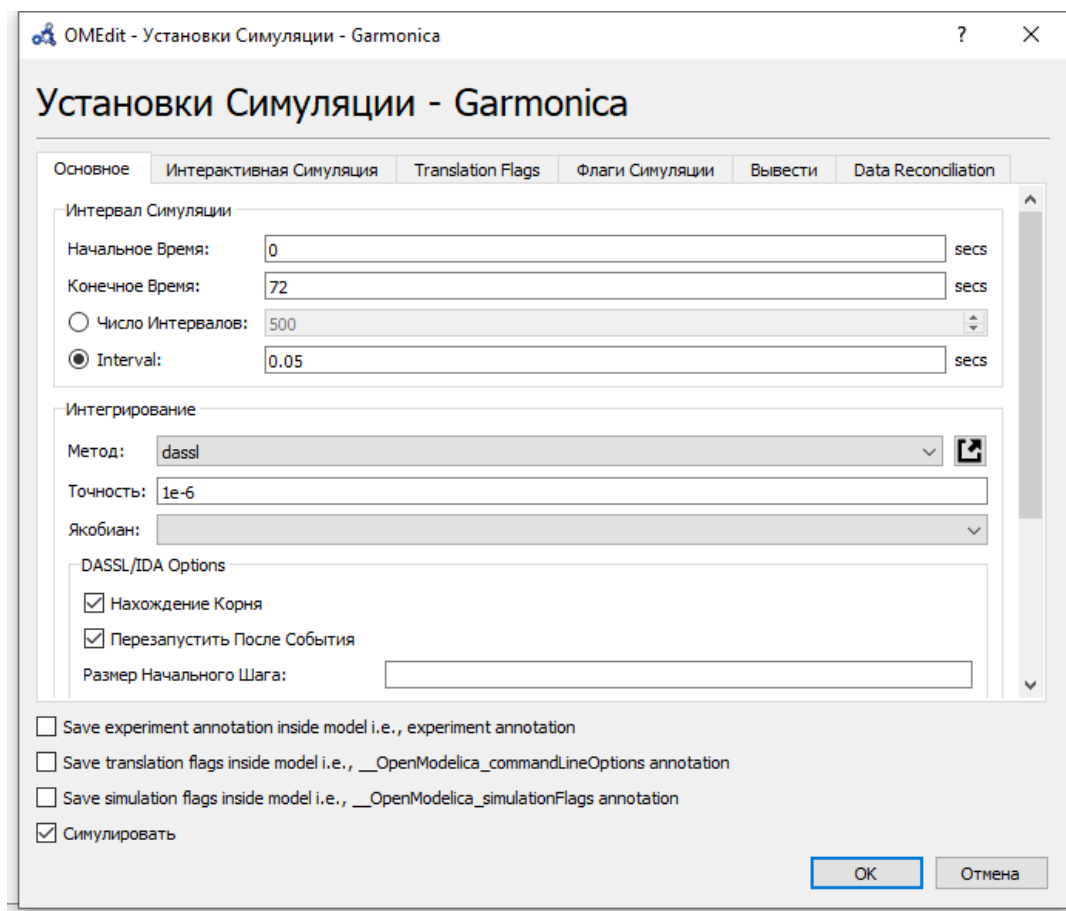 OMEdit - Установки Симуляции - Garmonica
Установки Симуляции - Garmonica
Основное Интерактивная Симуляция Translation Flags Флаги Симуляции Вывести Data Reconciliation
Интервал Симуляции
Начальное Время: 0 secs
Конечное Время: 72 secs
Число Интервалов: 500
Interval: 0.05 secs
Интегрирование
Метод: dassl
Точность: 1e-6
Якобиан:
DASSL/IDA Options
Нахождение Корня
Перезапустить После События
Размер Начального Шага:
Save experiment annotation inside model i.e., experiment annotation
Save translation flags inside model i.e., __OpenModelica_commandLineOptions annotation
Save simulation flags inside model i.e., __OpenModelica_simulationFlags annotation
Симулировать
OK Отмена